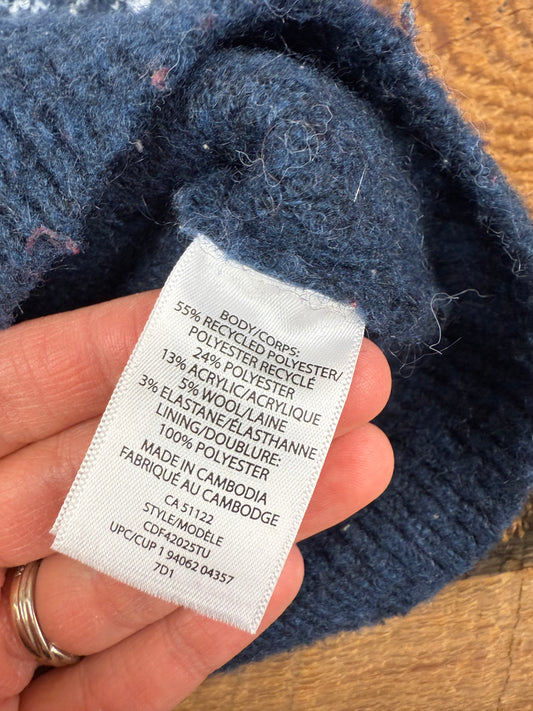 BODY/CORPS:
55% RECYCLED POLYESTER/
POLYESTER RECYCLÉ
24% POLYESTER
13% ACRYLIC/ACRYLIQUE
5% WOOL/LAINE
3% ELASTANE/ÉLASTHANNE
LINING/DOUBLURE:
100% POLYESTER
MADE IN CAMBODIA
FABRIQUÉ AU CAMBODGE
CA 51122
STYLE/MODÈLE
CDF42025TU
UPC/CUP 1 94062 04357
7D1